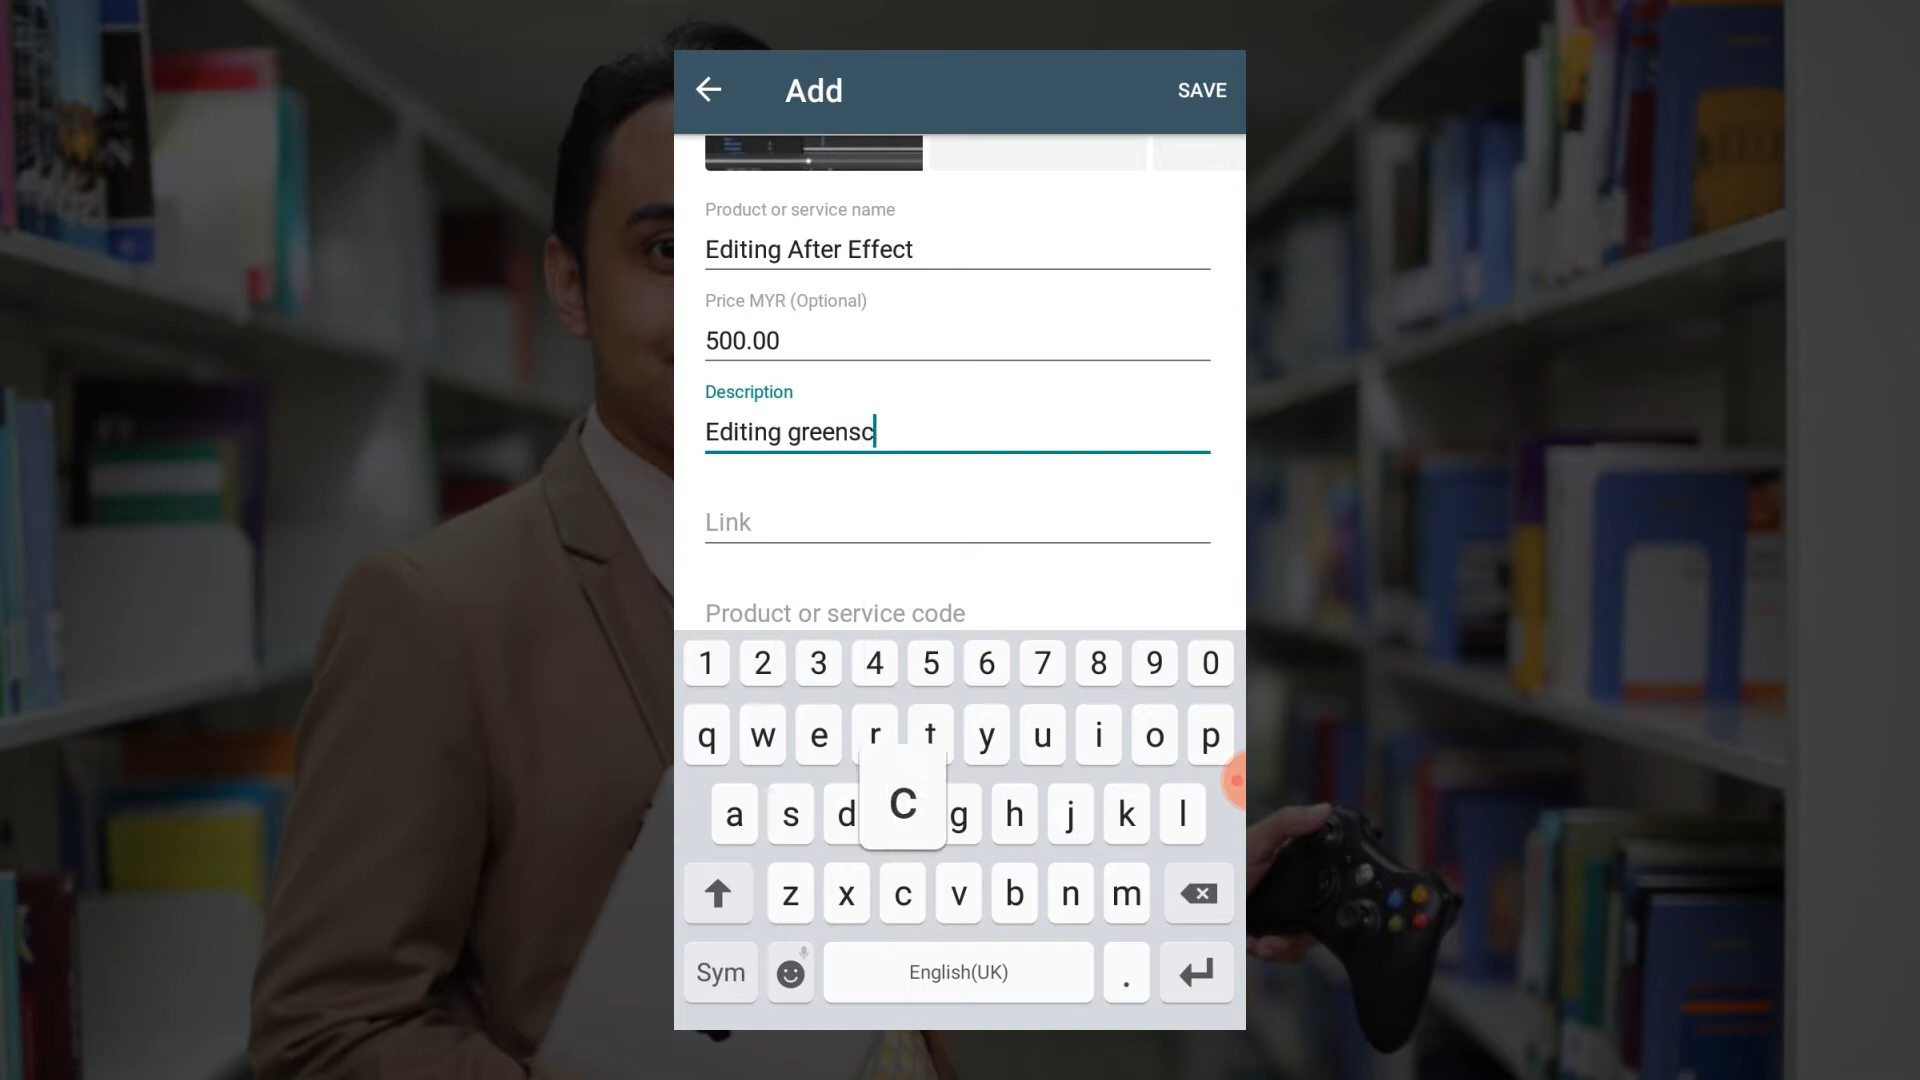 Add
SAVE
Product or service name
Editing After Effect
Price MYR (Optional)
500.00
Description
Editing greensc
Link
Product or service code
1 2 3 4 5 6 7 8 9 0
q w e r t y u i o p
a s d c g h j k l
z x c v b n m
Sym English(UK) .